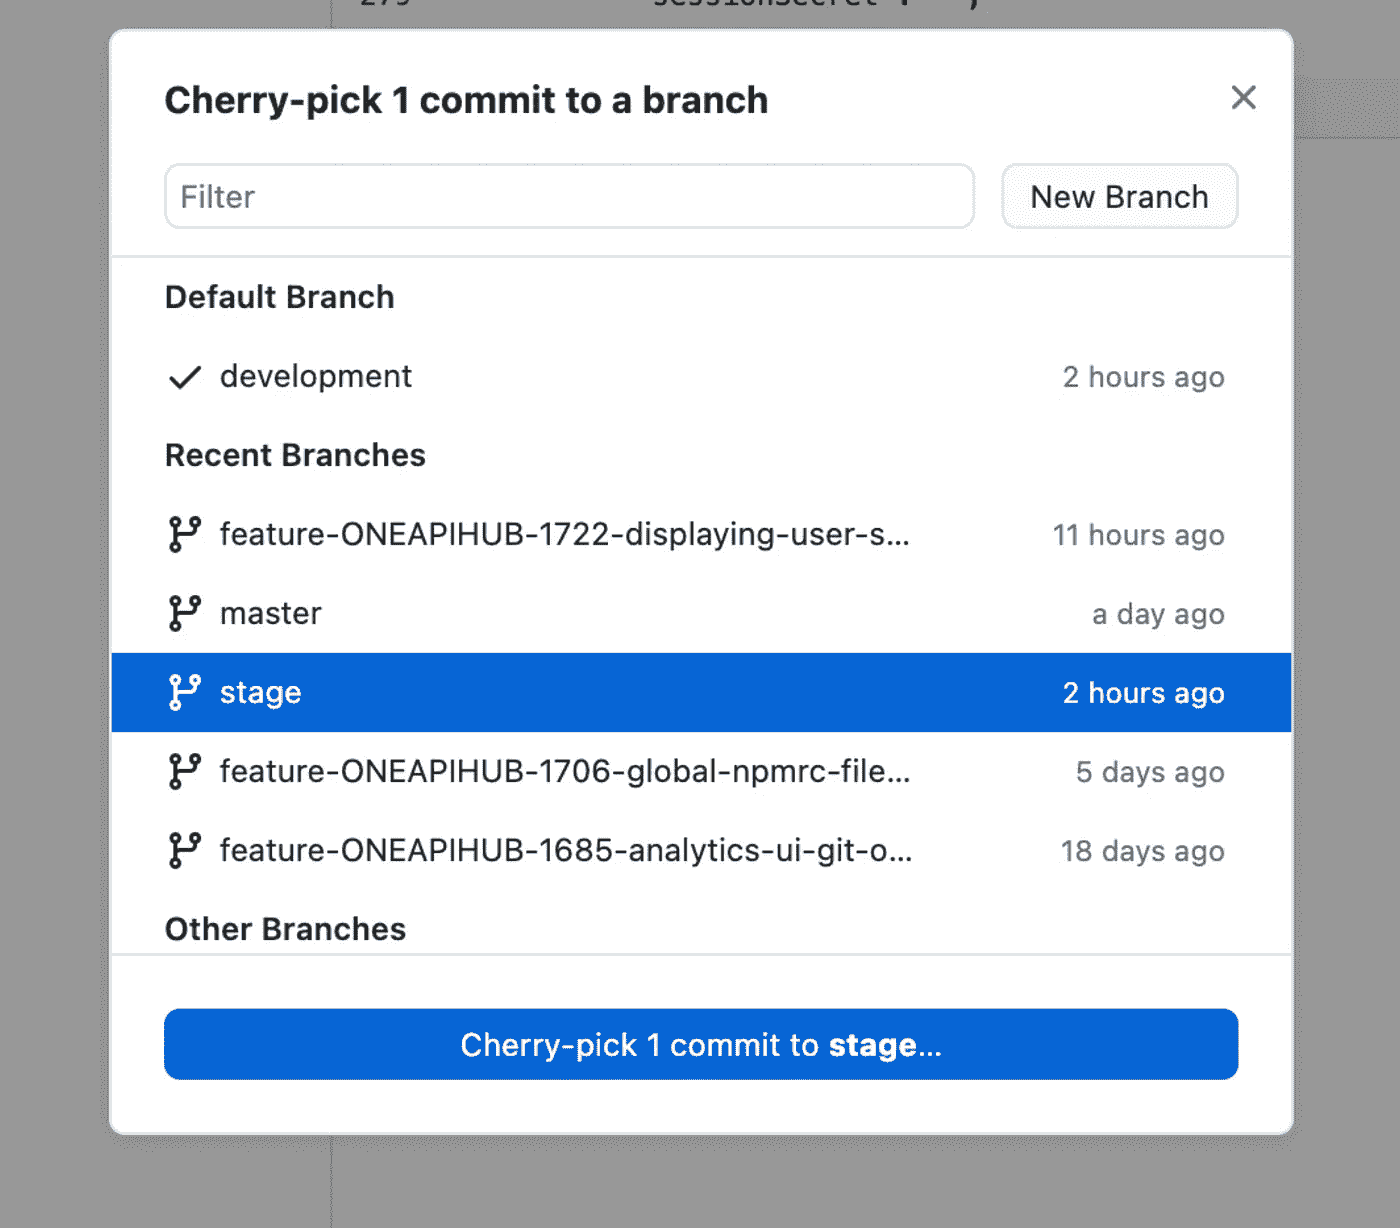 Cherry-pick 1 commit to a branch
Filter
New Branch
Default Branch
development 2 hours ago
Recent Branches
feature-ONEAPIHUB-1722-displaying-user-s... 11 hours ago
master a day ago
stage 2 hours ago
feature-ONEAPIHUB-1706-global-npmrc-file... 5 days ago
feature-ONEAPIHUB-1685-analytics-ui-git-o... 18 days ago
Other Branches
Cherry-pick 1 commit to stage...